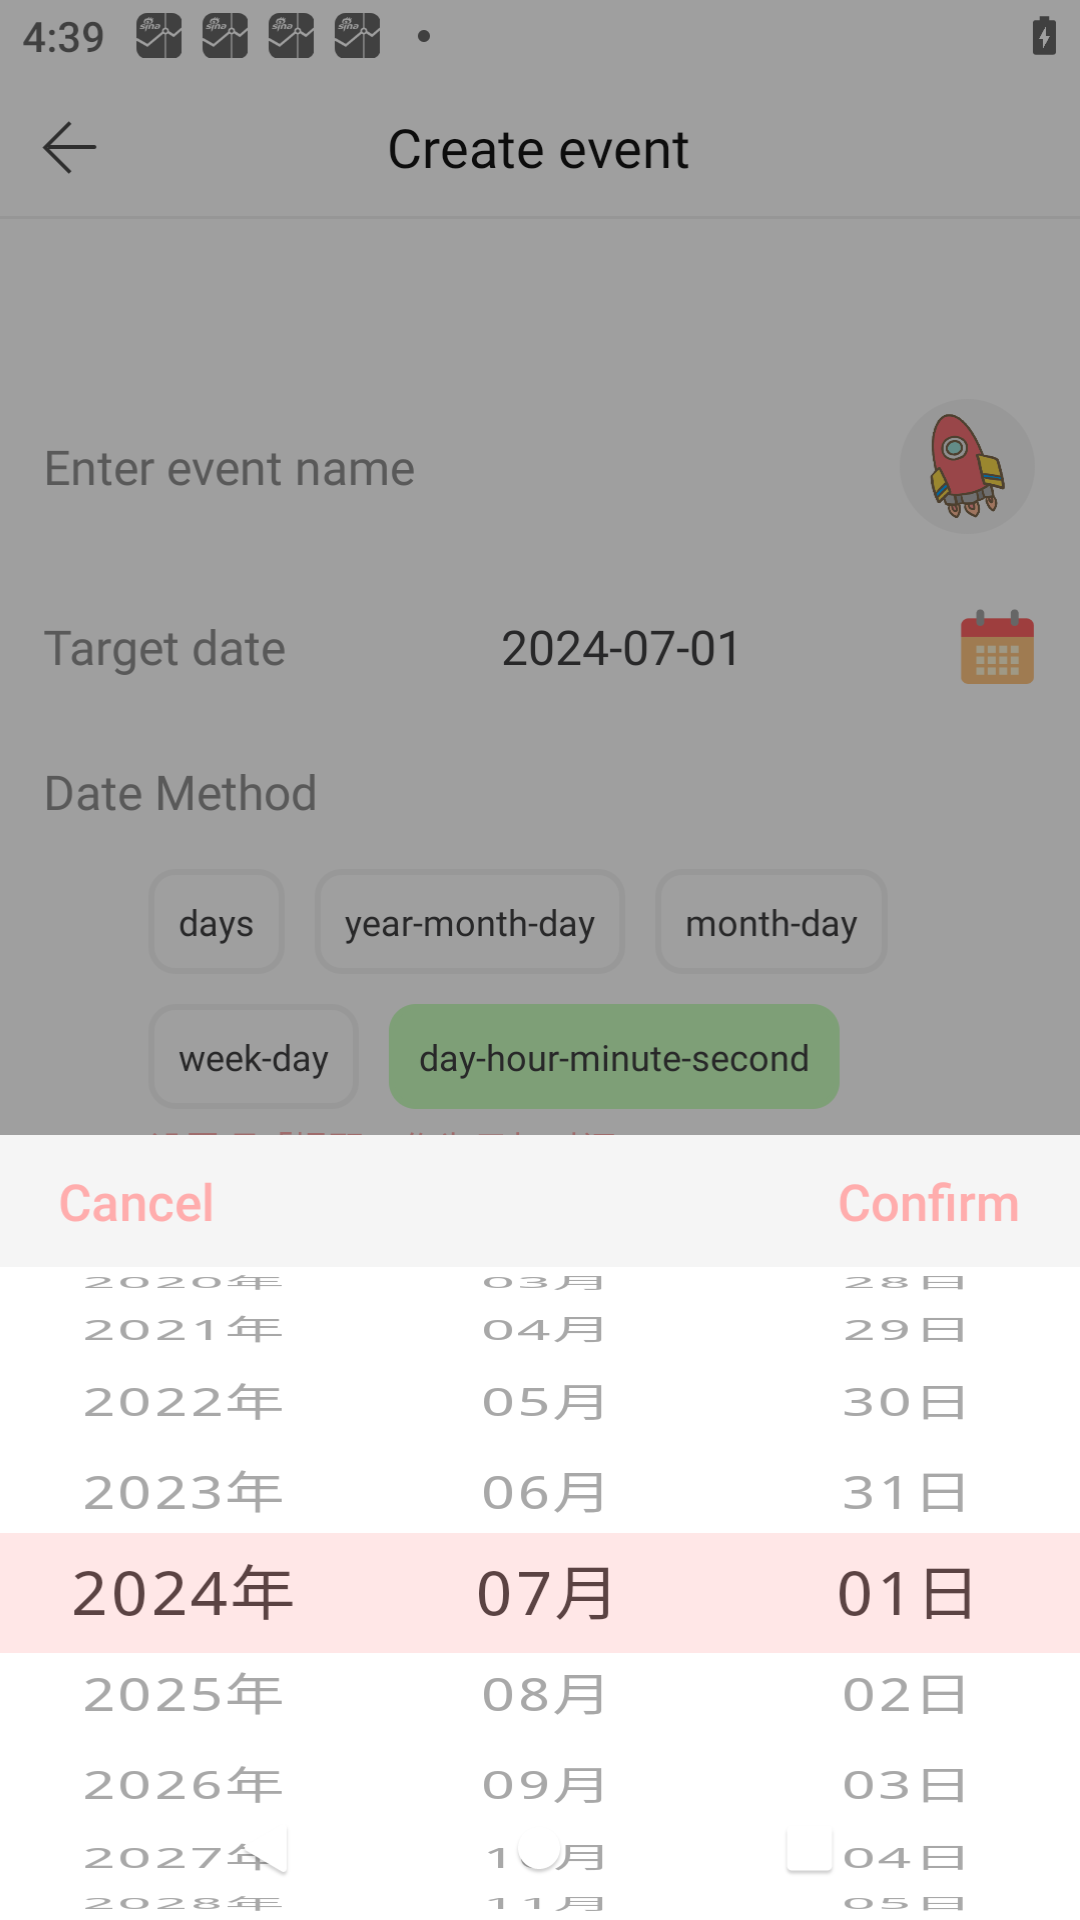 4:39
Create event
Enter event name
Target date 2024-07-01
Date Method
days year-month-day month-day
week-day day-hour-minute-second
Cancel Confirm
2020年 03月 28日
2021年 04月 29日
2022年 05月 30日
2023年 06月 31日
2024年 07月 01日
2025年 08月 02日
2026年 09月 03日
2027年 10月 04日
2028年 11月 05日